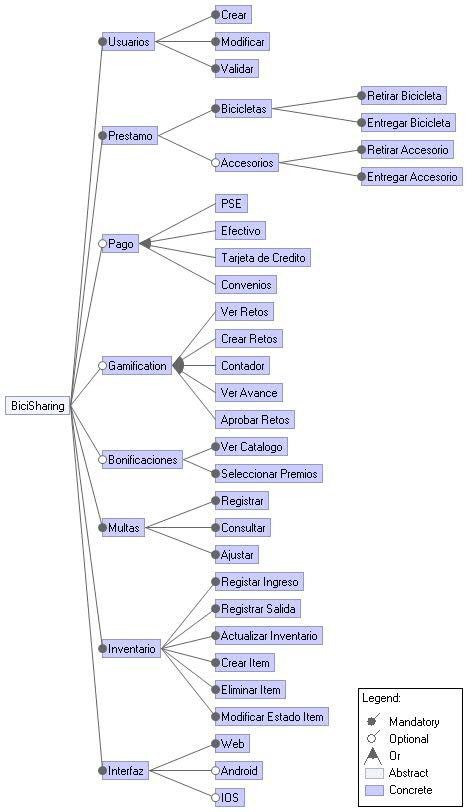 Crear
Usuarios
Modificar
Validar
Bicicletas
Retirar Bicicleta
Prestamo
Entregar Bicicleta
Accesorios
Retirar Accesorio
Entregar Accesorio
PSE
Efectivo
Pago
Tarjeta de Credito
Convenios
Ver Retos
Crear Retos
Gamification
Contador
Ver Avance
BiciSharing
Aprobar Retos
Ver Catalogo
Bonificaciones
Seleccionar Premios
Registrar
Multas
Consultar
Ajustar
Registar Ingreso
Registrar Salida
Actualizar Inventario
Inventario
Crear Item
Eliminar Item
Modificar Estado Item
Web
Interfaz
Android
IOS
Legend:
Mandatory
Optional
Or
Abstract
Concrete